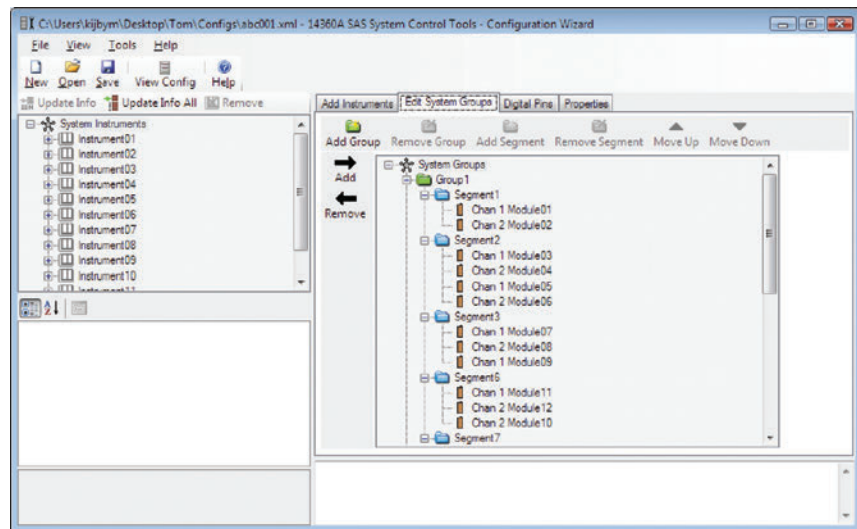 C:\Users\kijbym\Desktop\Tom\Configs\abc001.xml - 14360A SAS System Control Tools - Configuration Wizard
File View Tools Help
New Open Save View Config Help
Update Info Update Info All Remove
System Instruments
Instrument01
Instrument02
Instrument03
Instrument04
Instrument05
Instrument06
Instrument07
Instrument08
Instrument09
Instrument10
Instrument11
Add Instruments Edit System Groups Digital Pins Properties
Add Group Remove Group Add Segment Remove Segment Move Up Move Down
Add
Remove
System Groups
Group1
Segment1
Chan 1 Module01
Chan 2 Module02
Segment2
Chan 1 Module03
Chan 2 Module04
Chan 1 Module05
Chan 2 Module06
Segment3
Chan 1 Module07
Chan 2 Module08
Chan 1 Module09
Segment6
Chan 1 Module11
Chan 2 Module12
Chan 2 Module10
Segment7